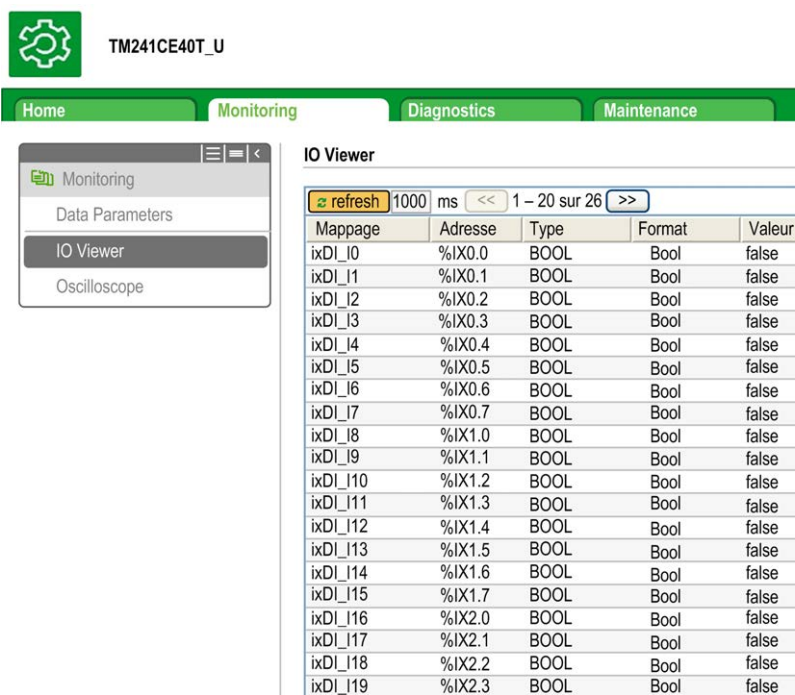 TM241CE40T_U
Home Monitoring Diagnostics Maintenance
Monitoring
Data Parameters
IO Viewer
Oscilloscope
IO Viewer
refresh 1000 ms << 1 – 20 sur 26 >>
Mappage Adresse Type Format Valeur
ixDI_I0 %IX0.0 BOOL Bool false
ixDI_I1 %IX0.1 BOOL Bool false
ixDI_I2 %IX0.2 BOOL Bool false
ixDI_I3 %IX0.3 BOOL Bool false
ixDI_I4 %IX0.4 BOOL Bool false
ixDI_I5 %IX0.5 BOOL Bool false
ixDI_I6 %IX0.6 BOOL Bool false
ixDI_I7 %IX0.7 BOOL Bool false
ixDI_I8 %IX1.0 BOOL Bool false
ixDI_I9 %IX1.1 BOOL Bool false
ixDI_I10 %IX1.2 BOOL Bool false
ixDI_I11 %IX1.3 BOOL Bool false
ixDI_I12 %IX1.4 BOOL Bool false
ixDI_I13 %IX1.5 BOOL Bool false
ixDI_I14 %IX1.6 BOOL Bool false
ixDI_I15 %IX1.7 BOOL Bool false
ixDI_I16 %IX2.0 BOOL Bool false
ixDI_I17 %IX2.1 BOOL Bool false
ixDI_I18 %IX2.2 BOOL Bool false
ixDI_I19 %IX2.3 BOOL Bool false